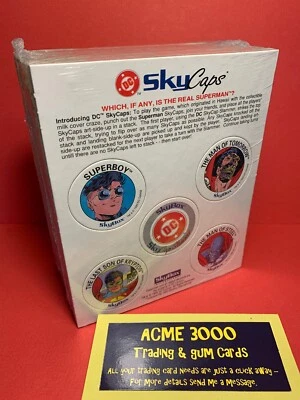 DC SkyCaps
WHICH, IF ANY, IS THE REAL SUPERMAN™?
Introducing DC™ SkyCaps: To play the game, which originated in Hawaii with the collectible
milk cover craze, punch out the Superman SkyCaps, join your friends, and place all the players'
SkyCaps art-side-up in a stack. The first player, using the DC SkyCap Slammer, strikes the top
of the stack, trying to flip over as many SkyCaps as possible. Any
and landing blank-side-up are picked up and kept by the player. SkyCaps landing art-
side-up are restacked for the next player to take a turn with the Slammer. Continue taking turns
until there are no SkyCaps left to stack • • • then start over!
SUPERBOY
SKYBOX
THE MAN OF TOMORROW
SKYBOX
DC
THE LAST SON OF KRYPTON
SKYBOX
THE MAN OF STEEL
SKYBOX
SKYBOX
ACME 3000
Trading & Gum Cards
All your trading card needs are just a click away -
For more details send Me a Message.